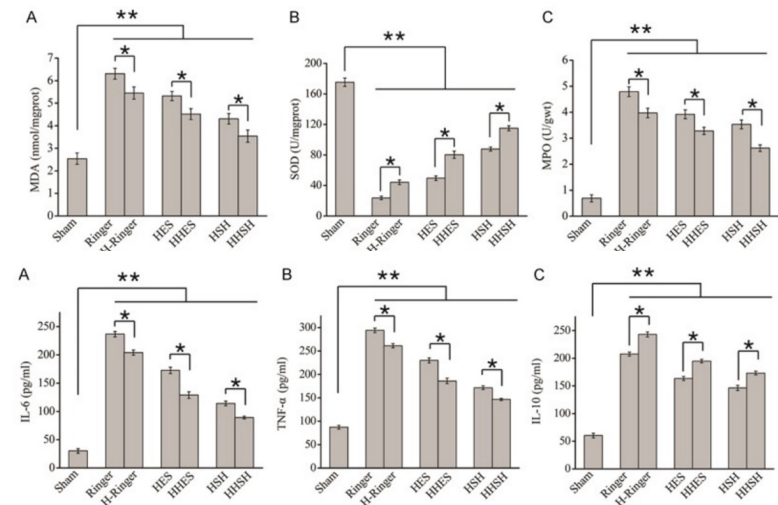 A
**
*
*
*
7
6
5
4
3
2
1
0
MDA (nmol/mgprot)
Sham
Ringer
H-Ringer
HES
HHES
HSH
HHSH
B
**
*
*
*
200
160
120
80
40
0
SOD (U/mgprot)
Sham
Ringer
H-Ringer
HES
HHES
HSH
HHSH
C
**
*
*
*
6
5
4
3
2
1
0
MPO (U/gwt)
Sham
Ringer
H-Ringer
HES
HHES
HSH
HHSH
A
**
*
*
*
250
200
150
100
50
0
IL-6 (pg/ml)
Sham
Ringer
H-Ringer
HES
HHES
HSH
HHSH
B
**
*
*
*
300
250
200
150
100
50
0
TNF-α (pg/ml)
Sham
Ringer
H-Ringer
HES
HHES
HSH
HHSH
C
**
*
*
*
250
200
150
100
50
0
IL-10 (pg/ml)
Sham
Ringer
H-Ringer
HES
HHES
HSH
HHSH